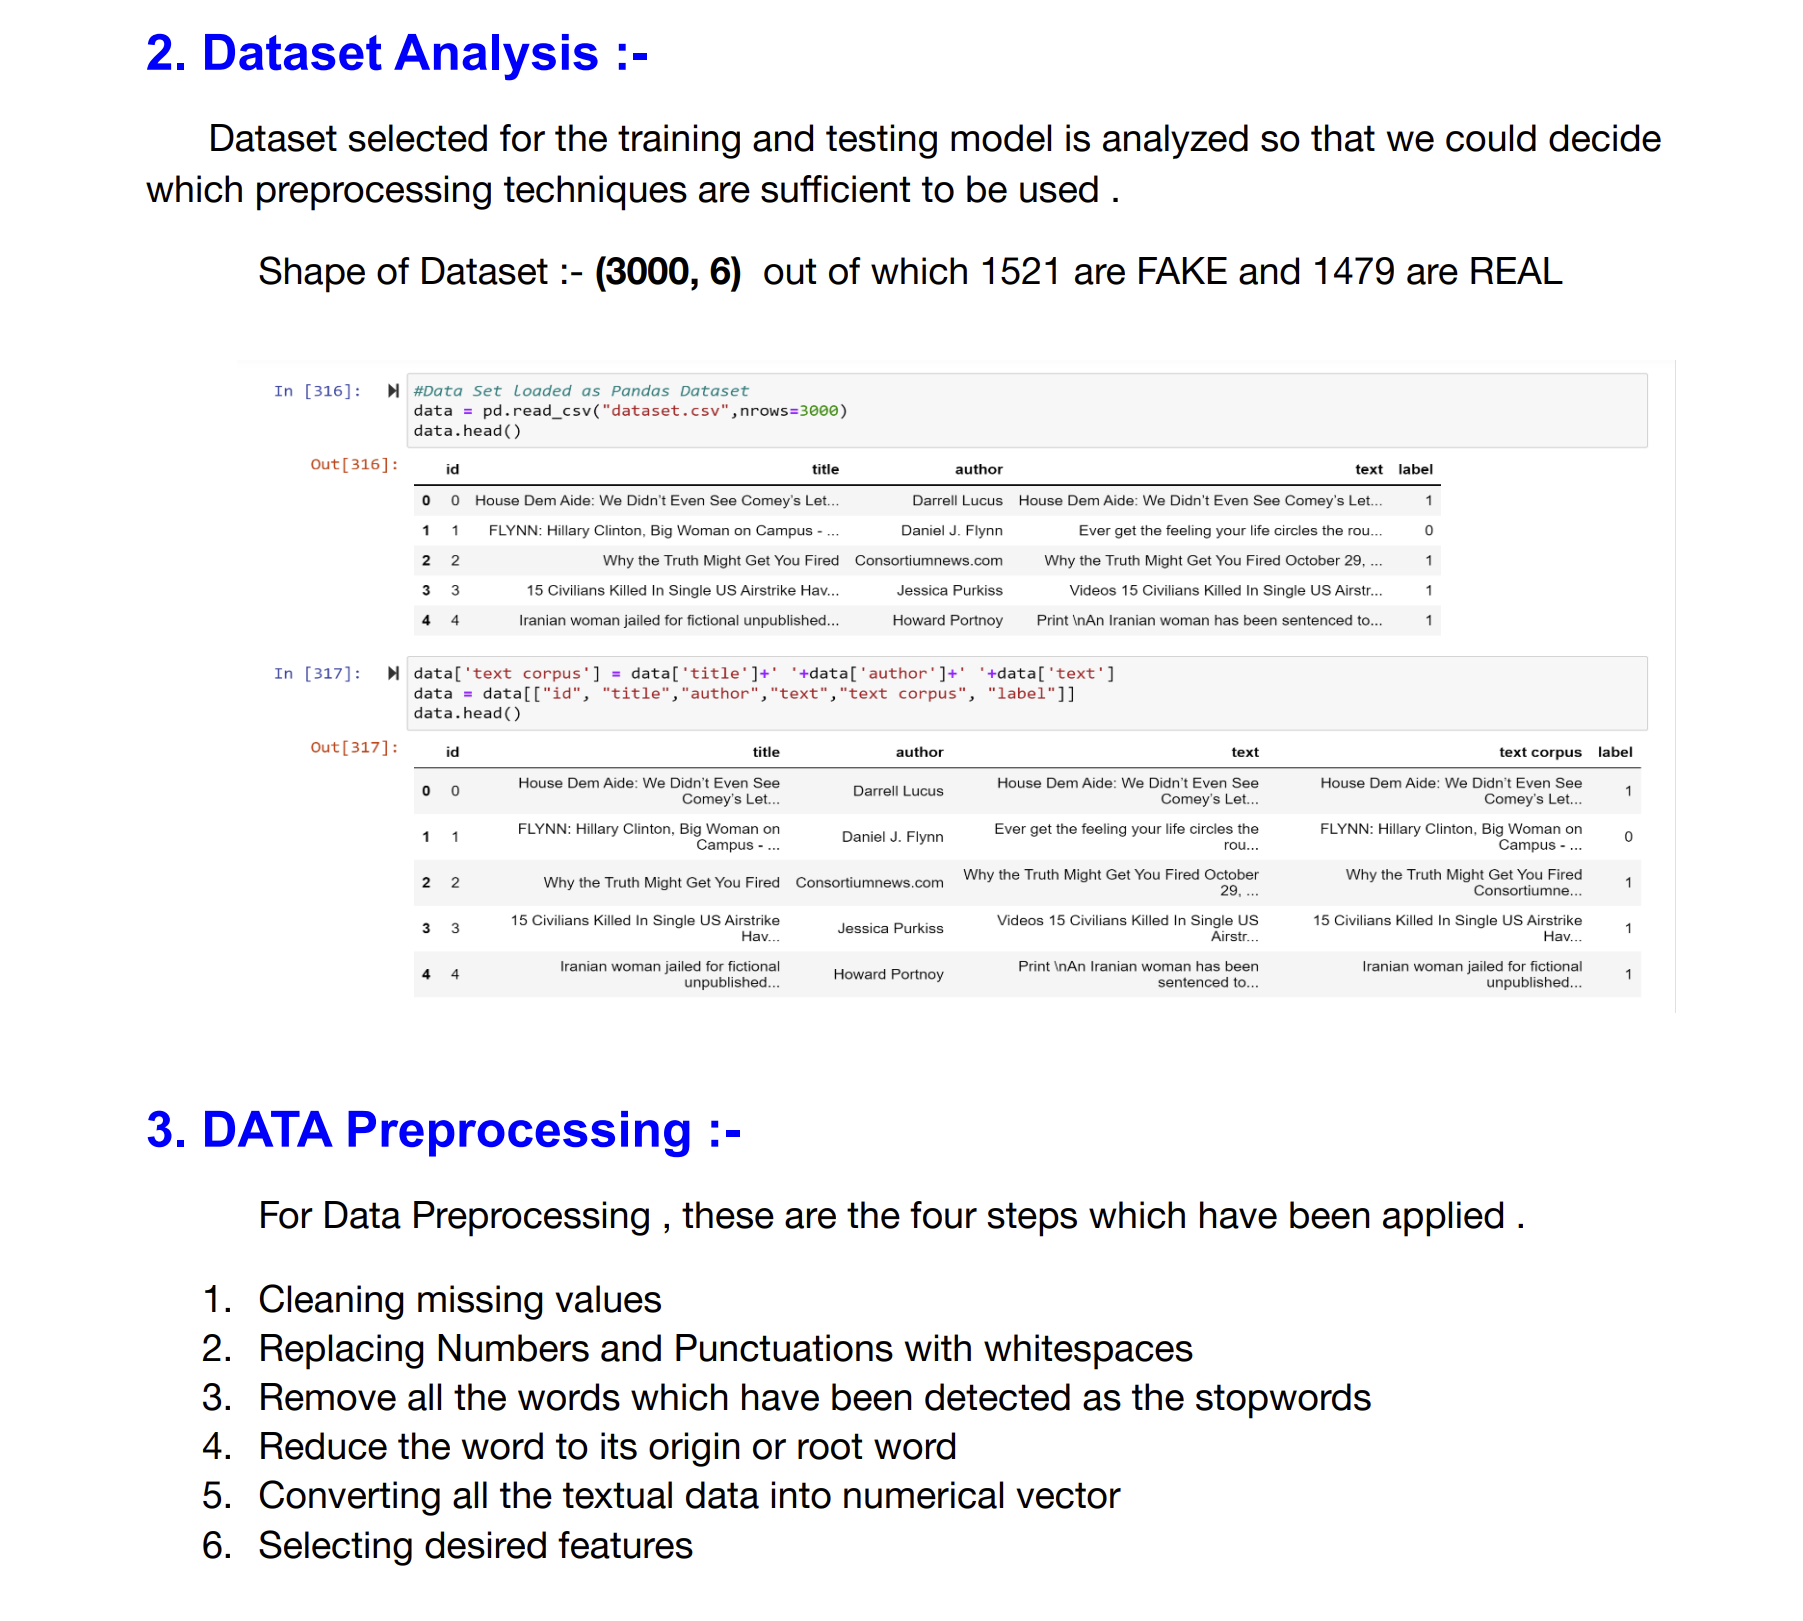 2. Dataset Analysis :-
Dataset selected for the training and testing model is analyzed so that we could decide
which preprocessing techniques are sufficient to be used .
Shape of Dataset :- (3000, 6) out of which 1521 are FAKE and 1479 are REAL
In [316]: #Data Set loaded as Pandas Dataset
data = pd.read_csv("dataset.csv",nrows=3000)
data.head()
Out[316]:
id title author text label
0 0 House Dem Aide: We Didn't Even See Comey's Let... Darrell Lucus House Dem Aide: We Didn't Even See Comey's Let... 1
1 1 FLYNN: Hillary Clinton, Big Woman on Campus - ... Daniel J. Flynn Ever get the feeling your life circles the rou... 0
2 2 Why the Truth Might Get You Fired Consortiumnews.com Why the Truth Might Get You Fired October 29, ... 1
3 3 15 Civilians Killed In Single US Airstrike Hav... Jessica Purkiss Videos 15 Civilians Killed In Single US Airstr... 1
4 4 Iranian woman jailed for fictional unpublished... Howard Portnoy Print \nAn Iranian woman has been sentenced to... 1
In [317]: data['text corpus'] = data['title']+' '+data['author']+' '+data['text']
data = data[["id", "title","author","text","text corpus", "label"]]
data.head()
Out[317]:
id title author text text corpus label
House Dem Aide: We Didn't Even See House Dem Aide: We Didn't Even See House Dem Aide: We Didn't Even See
0 0 Darrell Lucus 1
Comey's Let... Comey's Let... Comey's Let...
FLYNN: Hillary Clinton, Big Woman on Ever get the feeling your life circles the FLYNN: Hillary Clinton, Big Woman on
1 1 Daniel J. Flynn 0
Campus - ... rou... Campus - ...
Why the Truth Might Get You Fired October Why the Truth Might Get You Fired
2 2 Why the Truth Might Get You Fired Consortiumnews.com 1
29, ... Consortiumne...
15 Civilians Killed In Single US Airstrike Videos 15 Civilians Killed In Single US 15 Civilians Killed In Single US Airstrike
3 3 Jessica Purkiss 1
Hav... Airstr... Hav...
Iranian woman jailed for fictional Print \nAn Iranian woman has been Iranian woman jailed for fictional
4 4 Howard Portnoy 1
unpublished... sentenced to... unpublished...
3. DATA Preprocessing :-
For Data Preprocessing , these are the four steps which have been applied .
1. Cleaning missing values
2. Replacing Numbers and Punctuations with whitespaces
3. Remove all the words which have been detected as the stopwords
4. Reduce the word to its origin or root word
5. Converting all the textual data into numerical vector
6. Selecting desired features